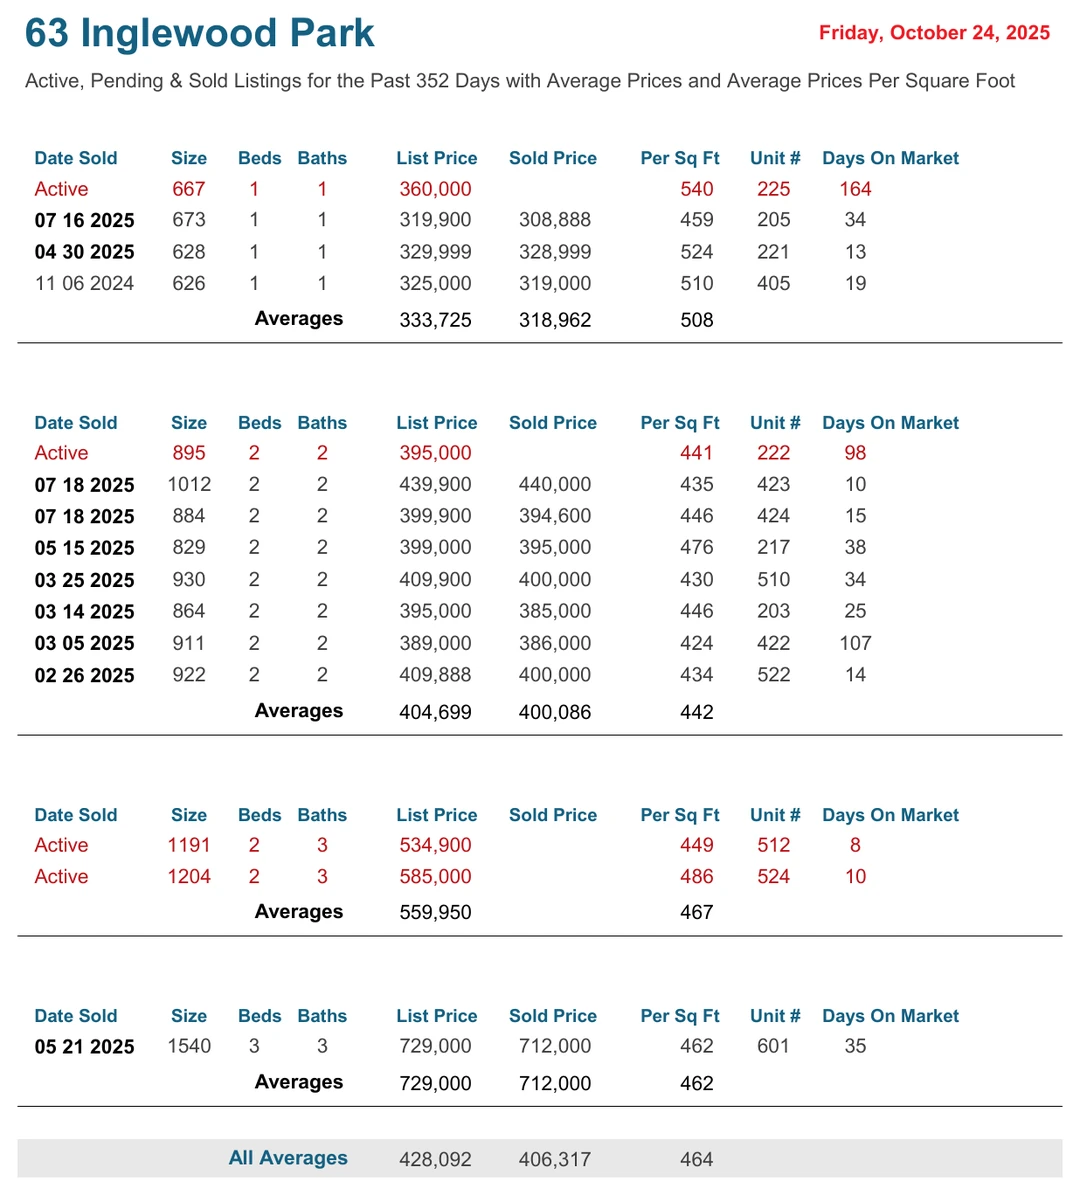 63 Inglewood Park
Friday, October 24, 2025
Active, Pending & Sold Listings for the Past 352 Days with Average Prices and Average Prices Per Square Foot
Date Sold Size Beds Baths List Price Sold Price Per Sq Ft Unit # Days On Market
Active 667 1 1 360,000 540 225 164
07 16 2025 673 1 1 319,900 308,888 459 205 34
04 30 2025 628 1 1 329,999 328,999 524 221 13
11 06 2024 626 1 1 325,000 319,000 510 405 19
Averages 333,725 318,962 508
Date Sold Size Beds Baths List Price Sold Price Per Sq Ft Unit # Days On Market
Active 895 2 2 395,000 441 222 98
07 18 2025 1012 2 2 439,900 440,000 435 423 10
07 18 2025 884 2 2 399,900 394,600 446 424 15
05 15 2025 829 2 2 399,000 395,000 476 217 38
03 25 2025 930 2 2 409,900 400,000 430 510 34
03 14 2025 864 2 2 395,000 385,000 446 203 25
03 05 2025 911 2 2 389,000 386,000 424 422 107
02 26 2025 922 2 2 409,888 400,000 434 522 14
Averages 404,699 400,086 442
Date Sold Size Beds Baths List Price Sold Price Per Sq Ft Unit # Days On Market
Active 1191 2 3 534,900 449 512 8
Active 1204 2 3 585,000 486 524 10
Averages 559,950 467
Date Sold Size Beds Baths List Price Sold Price Per Sq Ft Unit # Days On Market
05 21 2025 1540 3 3 729,000 712,000 462 601 35
Averages 729,000 712,000 462
All Averages 428,092 406,317 464